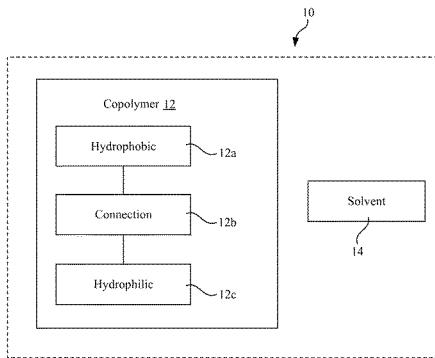 10
Copolymer 12
Hydrophobic
12a
Connection
12b
Solvent
14
Hydrophilic
12c